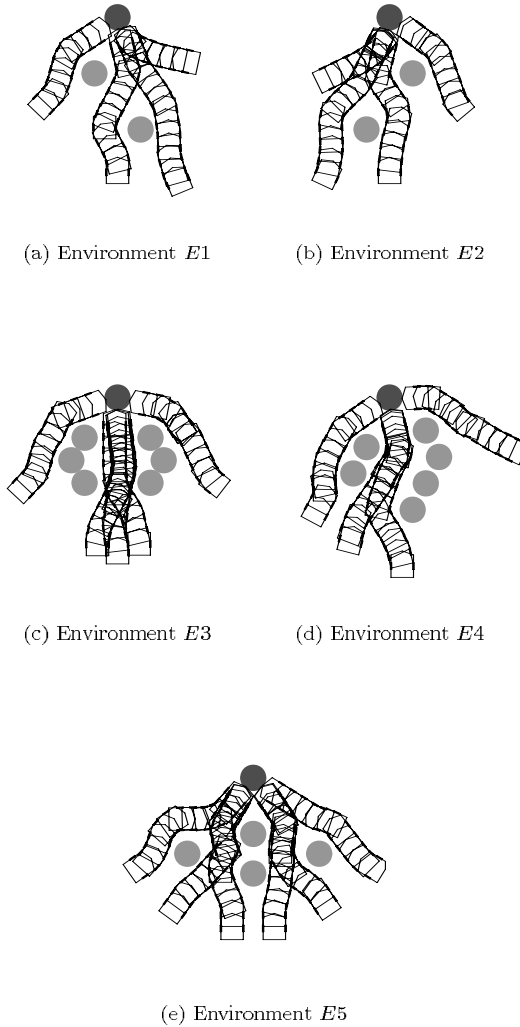 (a) Environment E1
(b) Environment E2
(c) Environment E3
(d) Environment E4
(e) Environment E5